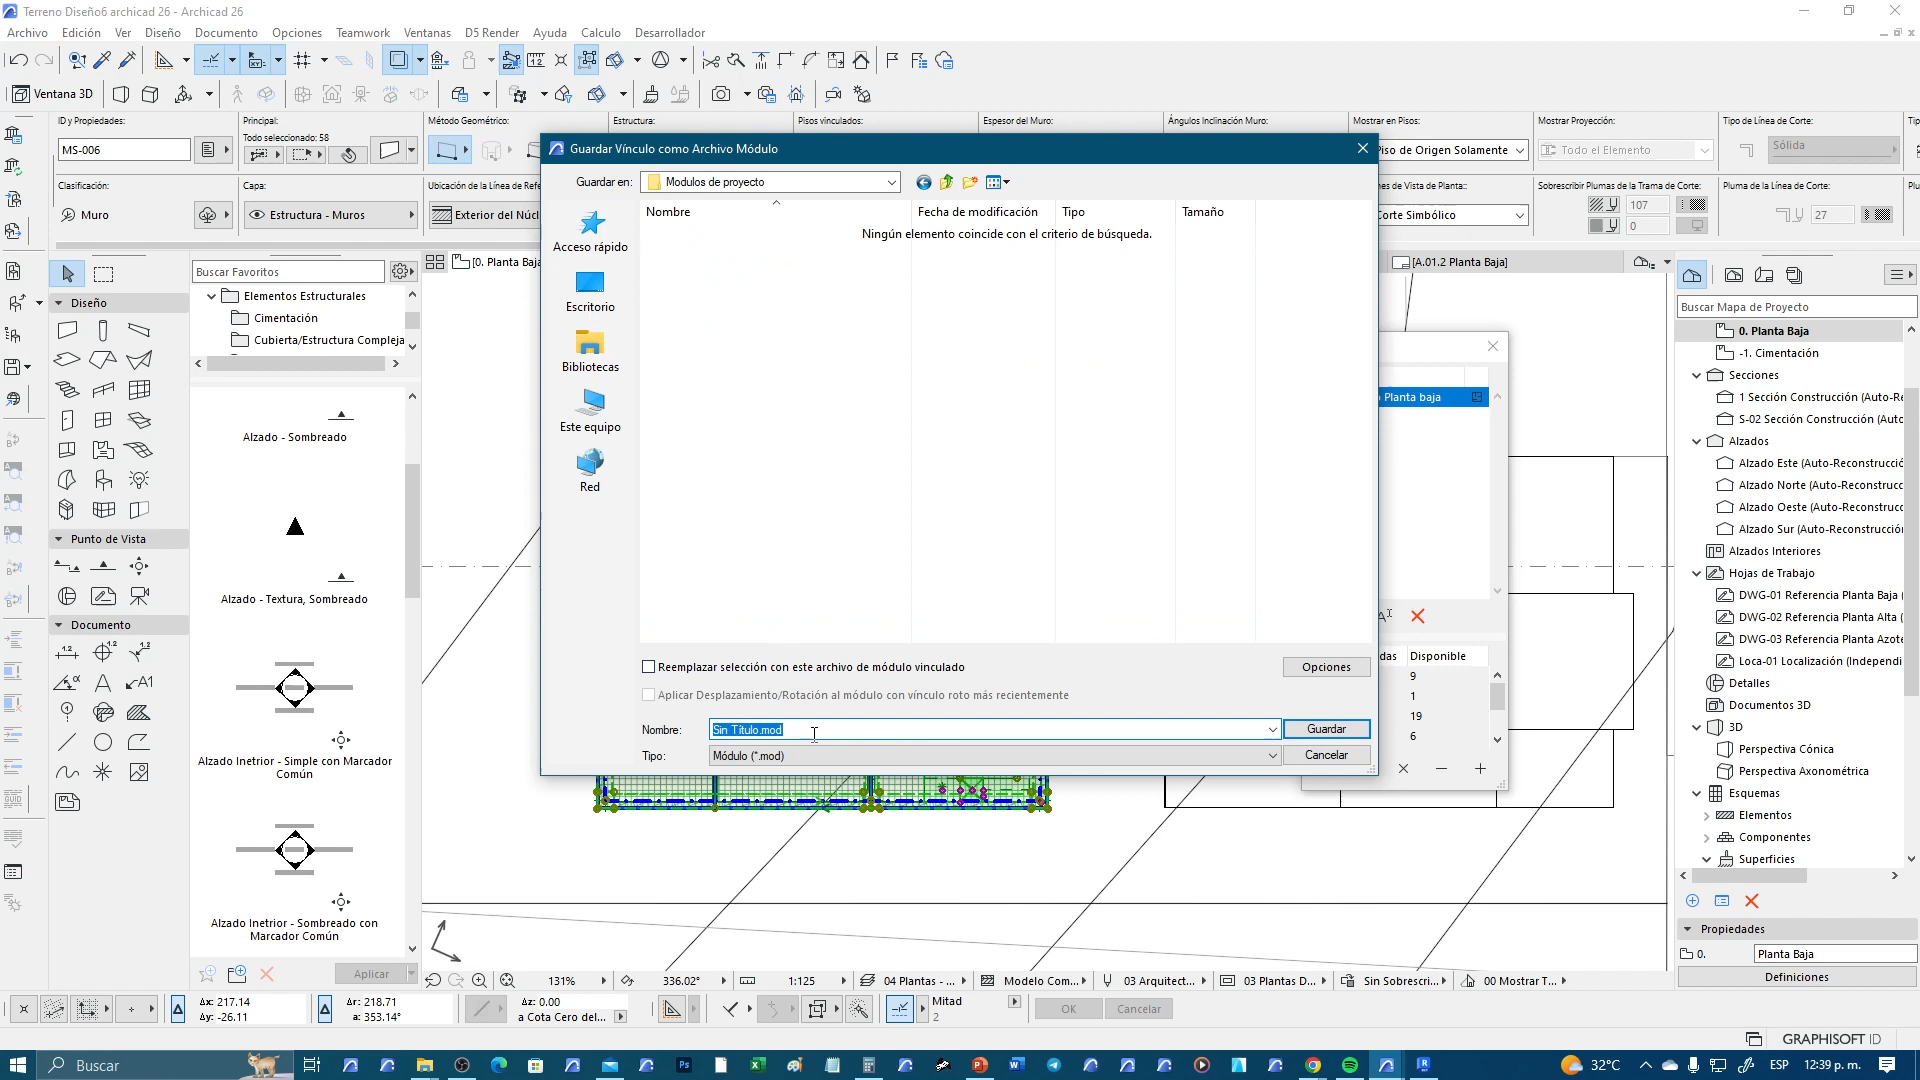 Terreno Diseño6 archicad 26 - Archicad 26
Archivo Edición Ver Diseño Documento Opciones Teamwork Ventanas D5 Render Ayuda Calculo Desarrollador
Ventana 3D
ID y Propiedades: Principal: Método Geométrico: Estructura: Pisos vinculados: Espesor del Muro: Ángulos Inclinación Muro: Mostrar en Pisos: Mostrar Proyección: Tipo de Línea de Corte:
Todo seleccionado: 58
MS-006
Piso de Origen Solamente
Todo el Elemento
Sólida
Clasificación: Capa: Ubicación de la Línea de Refe
Sobrescribir Plumas de la Trama de Corte: Pluma de la Línea de Corte:
Muro
Estructura - Muros
Exterior del Núcl
Corte Simbólico
107
0
27
Guardar Vínculo como Archivo Módulo
Guardar en: Modulos de proyecto
Nombre Fecha de modificación Tipo Tamaño
Ningún elemento coincide con el criterio de búsqueda.
Acceso rápido
Escritorio
Bibliotecas
Este equipo
Red
Reemplazar selección con este archivo de módulo vinculado
Opciones
Aplicar Desplazamiento/Rotación al módulo con vínculo roto más recientemente
Nombre: Sin Título.mod Guardar
Tipo: Módulo (*.mod) Cancelar
Planta baja
Disponible
9
1
19
6
[0. Planta Baja
[A.01.2 Planta Baja]
Diseño
Punto de Vista
Documento
Buscar Favoritos
Elementos Estructurales
Cimentación
Cubierta/Estructura Compleja
Alzado - Sombreado
Alzado - Textura, Sombreado
Alzado Inetrior - Simple con Marcador
Común
Alzado Inetrior - Sombreado con
Marcador Común
Aplicar
Buscar Mapa de Proyecto
0. Planta Baja
-1. Cimentación
Secciones
1 Sección Construcción (Auto-Re
S-02 Sección Construcción (Auto
Alzados
Alzado Este (Auto-Reconstrucció
Alzado Norte (Auto-Reconstrucc
Alzado Oeste (Auto-Reconstrucc
Alzado Sur (Auto-Reconstrucción
Alzados Interiores
Hojas de Trabajo
DWG-01 Referencia Planta Baja (
DWG-02 Referencia Planta Alta (
DWG-03 Referencia Planta Azote
Loca-01 Localización (Independi
Detalles
Documentos 3D
3D
Perspectiva Cónica
Perspectiva Axonométrica
Esquemas
Elementos
Componentes
Superficies
Propiedades
0. Planta Baja
Definiciones
131% 336.02° 1:125 04 Plantas - ... Modelo Com... 03 Arquitect... 03 Plantas D... Sin Sobrescri... 00 Mostrar T...
Δx: 217.14
Δy: -26.11
Δr: 218.71
a: 353.14°
Δz: 0.00
a Cota Cero del...
Mitad
2
OK
Cancelar
GRAPHISOFT ID
Buscar
32°C
ESP
12:39 p. m.